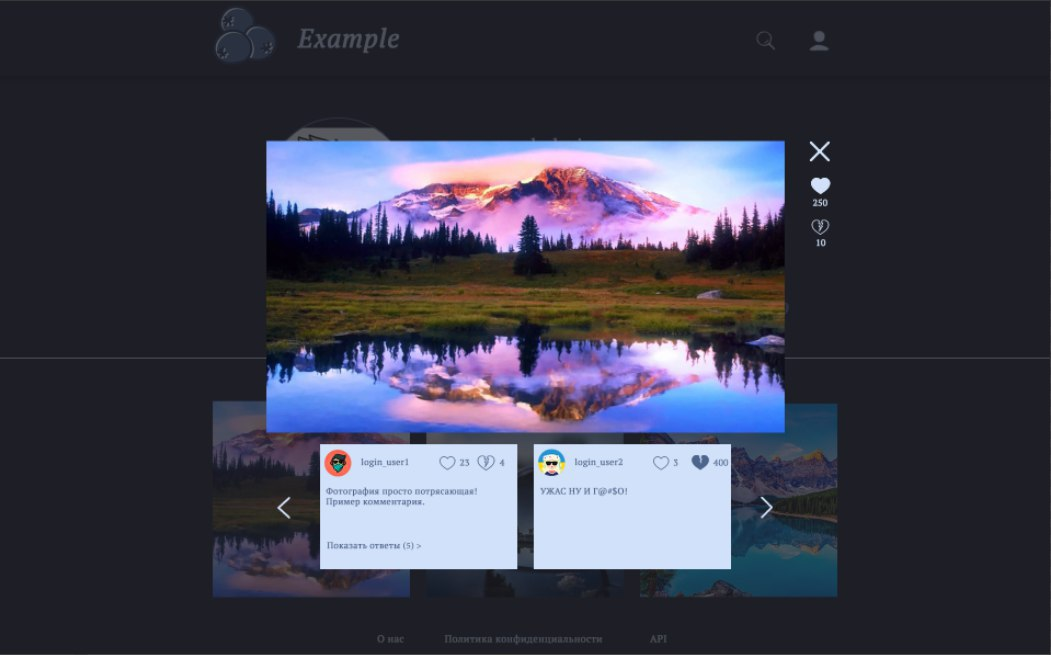 Example
250
10
login_user1 23 4
Фотография просто потрясающая!
Пример комментария.
Показать ответы (5) >
login_user2 3 400
УЖАС НУ И Г@#$О!
О нас Политика конфиденциальности API